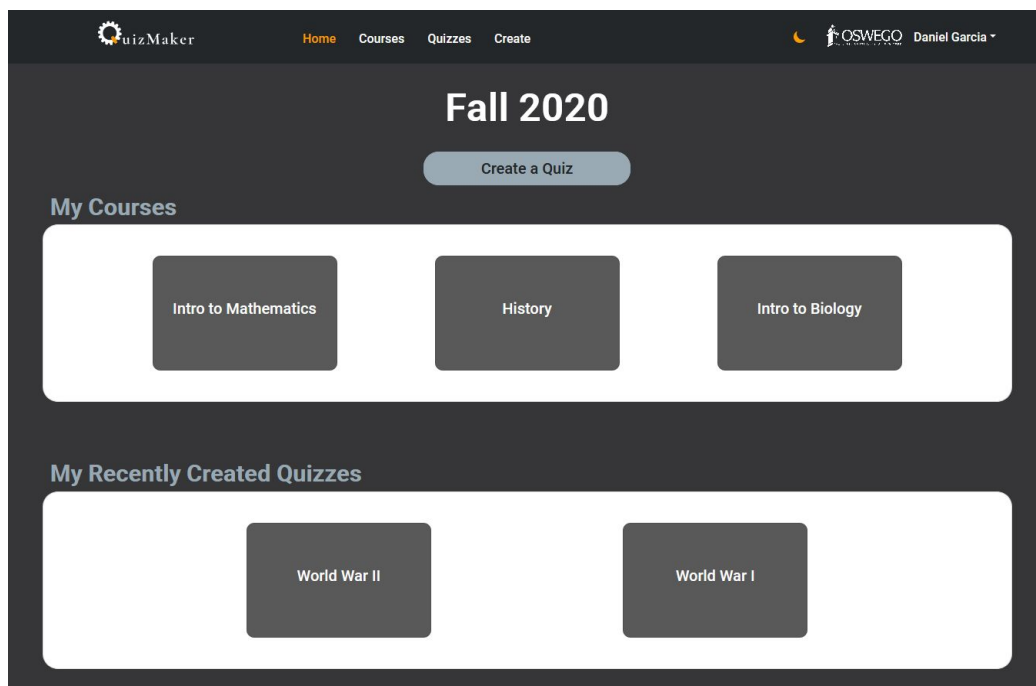 QuizMaker Home Courses Quizzes Create OSWEGO Daniel Garcia
Fall 2020
Create a Quiz
My Courses
Intro to Mathematics History Intro to Biology
My Recently Created Quizzes
World War II World War I